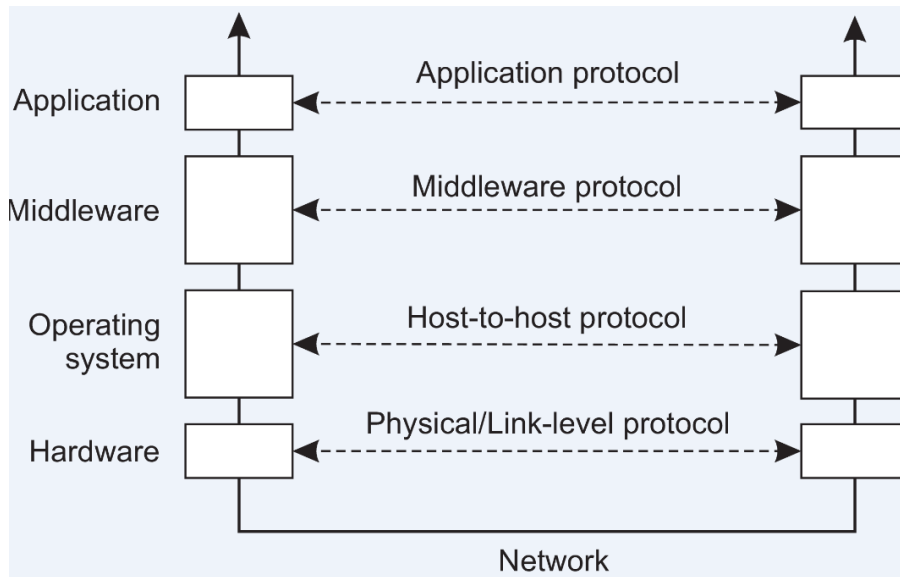 Application protocol
Application
Middleware protocol
Middleware
Host-to-host protocol
Operating
system
Physical/Link-level protocol
Hardware
Network